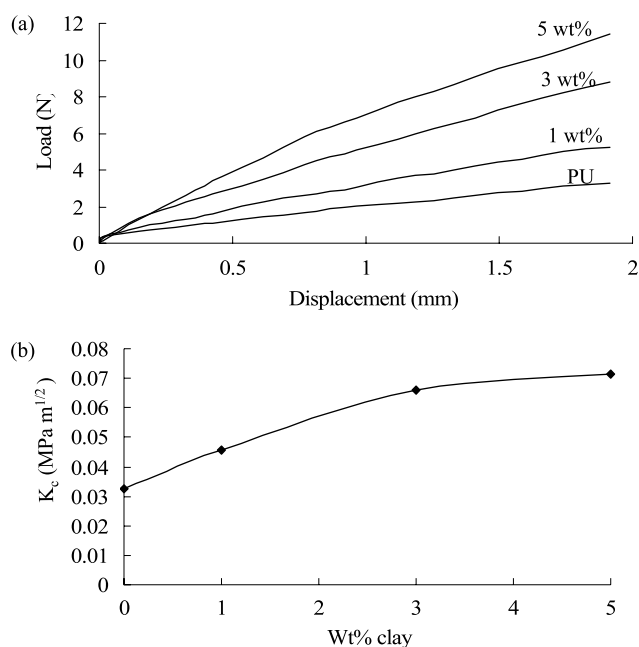 (a)
12
10
8
6
4
2
0
Load (N)
5 wt%
3 wt%
1 wt%
PU
0 0.5 1 1.5 2
Displacement (mm)
(b)
0.08
0.07
0.06
0.05
0.04
0.03
0.02
0.01
0
K_c (MPa m^{1/2})
0 1 2 3 4 5
Wt% clay